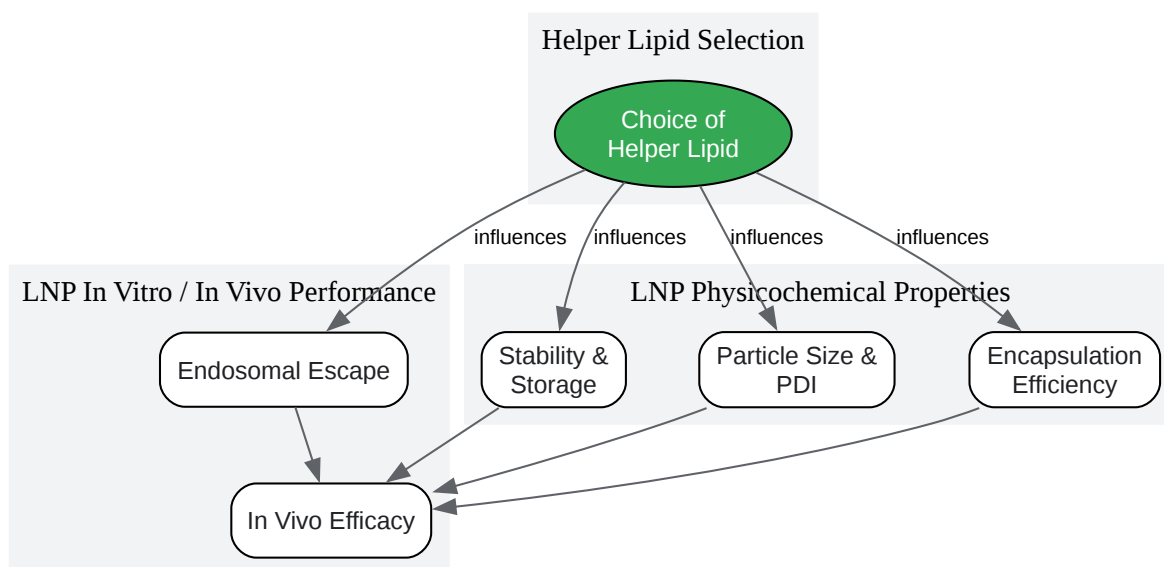 Helper Lipid Selection
Choice of
Helper Lipid
influences
influences
influences
influences
LNP In Vitro / In Vivo Performance
LNP Physicochemical Properties
Endosomal Escape
Stability &
Storage
Particle Size &
PDI
Encapsulation
Efficiency
In Vivo Efficacy